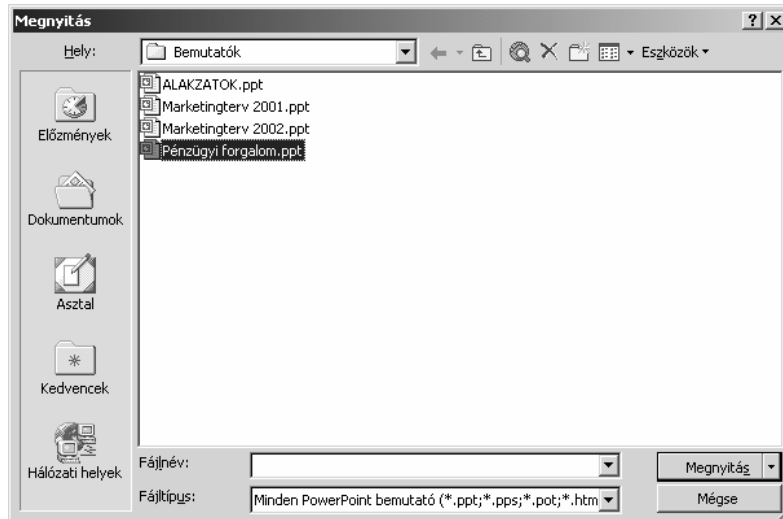 Megnyitás
Hely: Bemutatók Eszközök
ALAKZATOK.ppt
Marketingterv 2001.ppt
Marketingterv 2002.ppt
Pénzügyi forgalom.ppt
Előzmények
Dokumentumok
Asztal
Kedvencek
Hálózati helyek
Fájlnév: Megnyitás
Fájltípus: Minden PowerPoint bemutató (*.ppt;*.pps;*.pot;*.htm Mégse